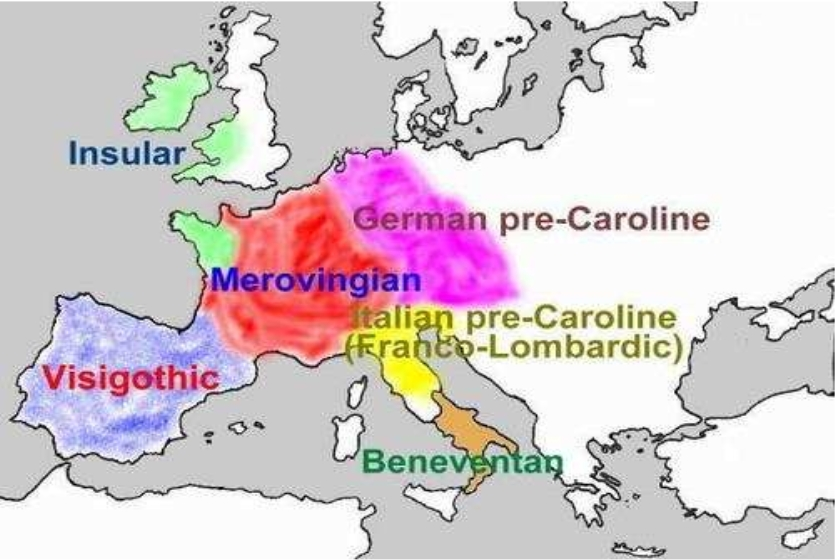 Insular
German pre-Caroline
Merovingian
Italian pre-Caroline
(Franco-Lombardic)
Visigothic
Beneventan